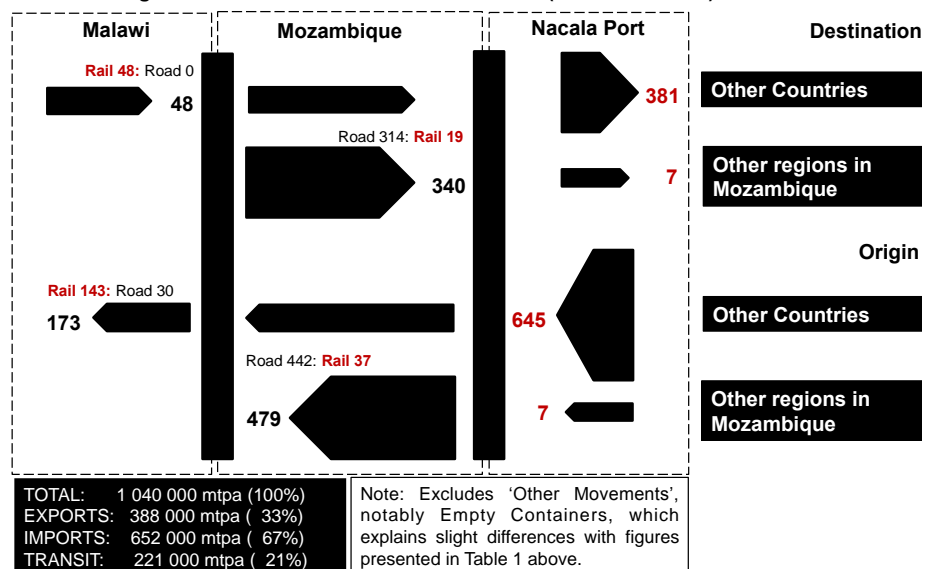 Malawi
Mozambique
Nacala Port
Destination
Rail 48: Road 0
48
381
Other Countries
Road 314: Rail 19
340
7
Other regions in
Mozambique
Origin
Rail 143: Road 30
173
645
Other Countries
Road 442: Rail 37
479
7
Other regions in
Mozambique
TOTAL: 1 040 000 mtpa (100%)
EXPORTS: 388 000 mtpa ( 33%)
IMPORTS: 652 000 mtpa ( 67%)
TRANSIT: 221 000 mtpa ( 21%)
Note: Excludes ‘Other Movements’,
notably Empty Containers, which
explains slight differences with figures
presented in Table 1 above.